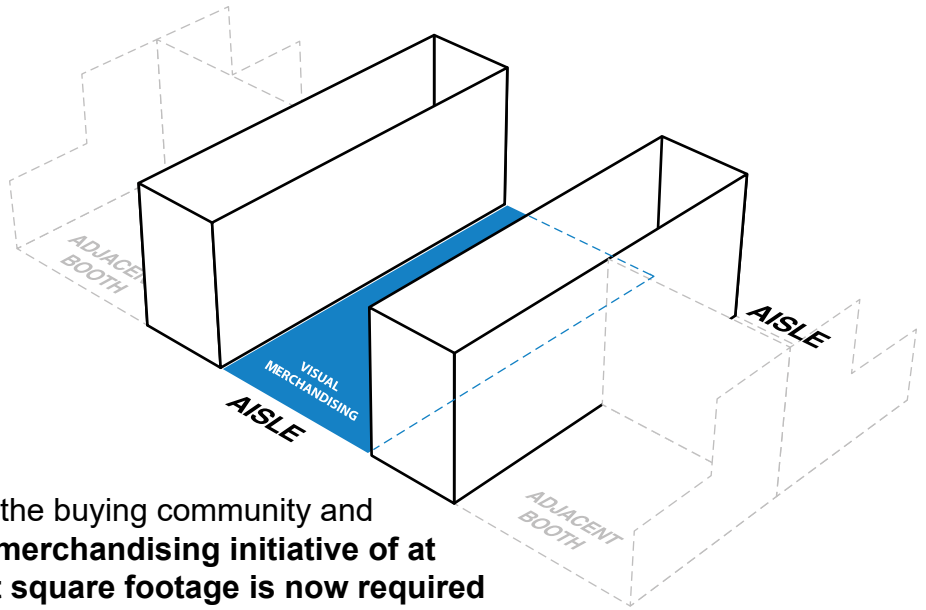 ADJACEN
BOOTH
AISLE
VISUAL
MERCHANDISING
AISLE
ADJACENT
BOOTH
the buying community and
merchandising initiative of at
square footage is now required